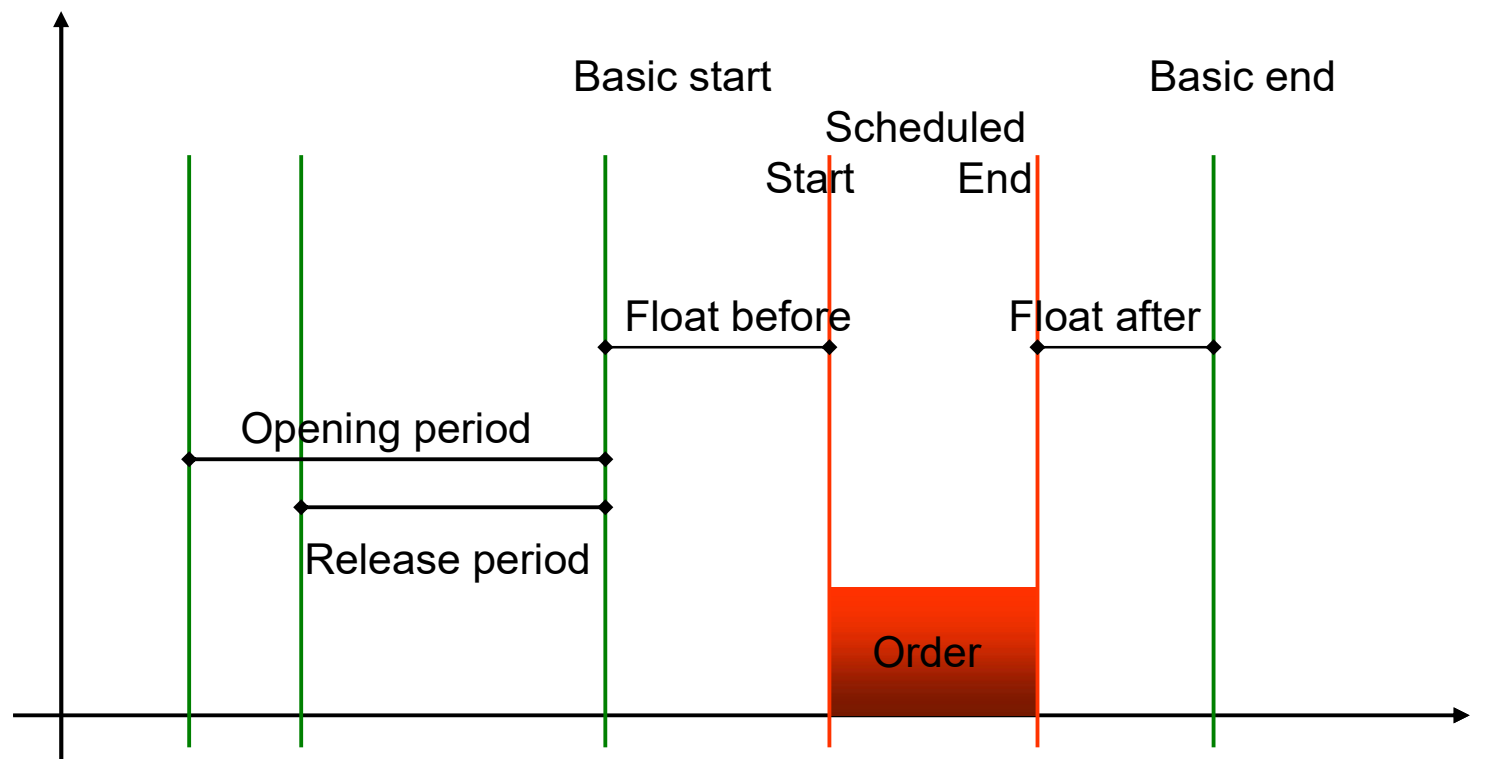 Basic start
Basic end
Scheduled
Start
End
Float before
Float after
Opening period
Release period
Order